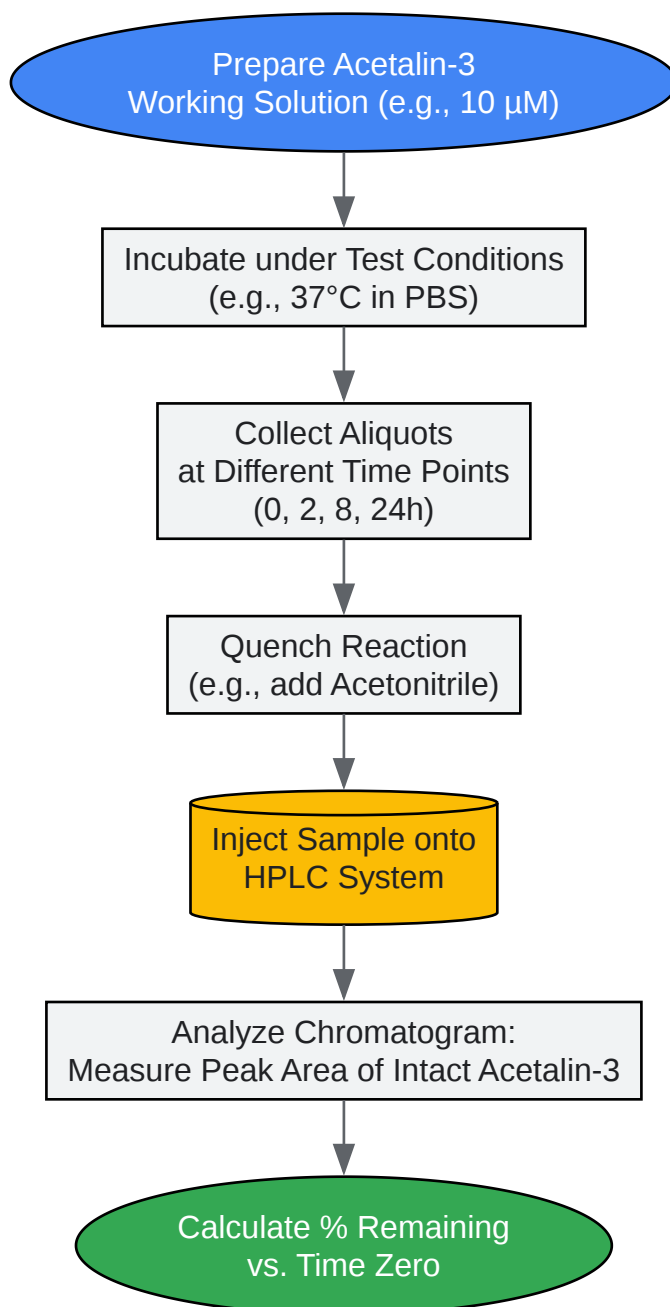 Prepare Acetalin-3
Working Solution (e.g., 10 µM)
Incubate under Test Conditions
(e.g., 37°C in PBS)
Collect Aliquots
at Different Time Points
(0, 2, 8, 24h)
Quench Reaction
(e.g., add Acetonitrile)
Inject Sample onto
HPLC System
Analyze Chromatogram:
Measure Peak Area of Intact Acetalin-3
Calculate % Remaining
vs. Time Zero